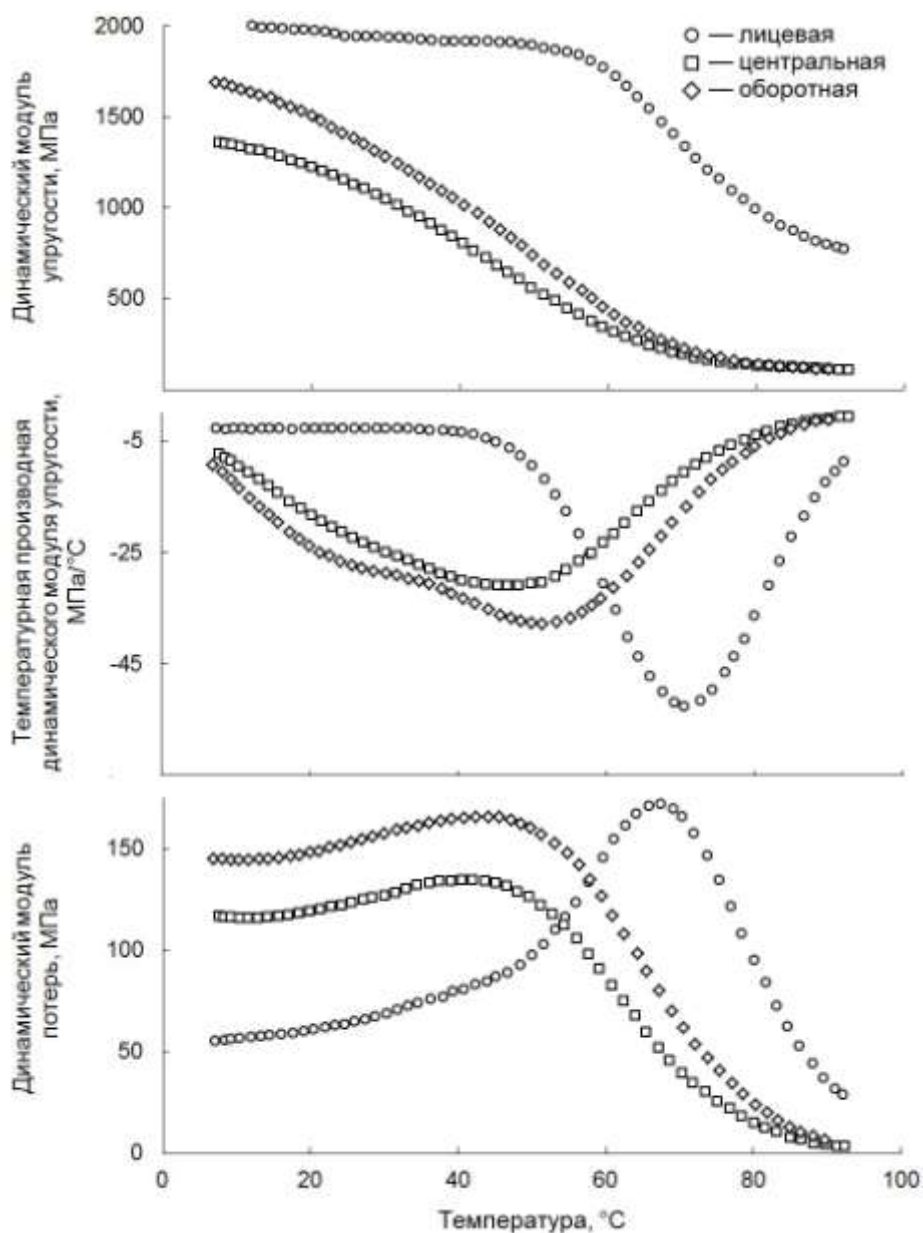 Динамический модуль
упругости, МПа
2000
1500
1000
500
○ — лицевая
□ — центральная
◇ — оборотная
Температурная производная
динамического модуля упругости,
МПа/°С
-5
-25
-45
Динамический модуль
потерь, МПа
150
100
50
0
0 20 40 60 80 100
Температура, °С